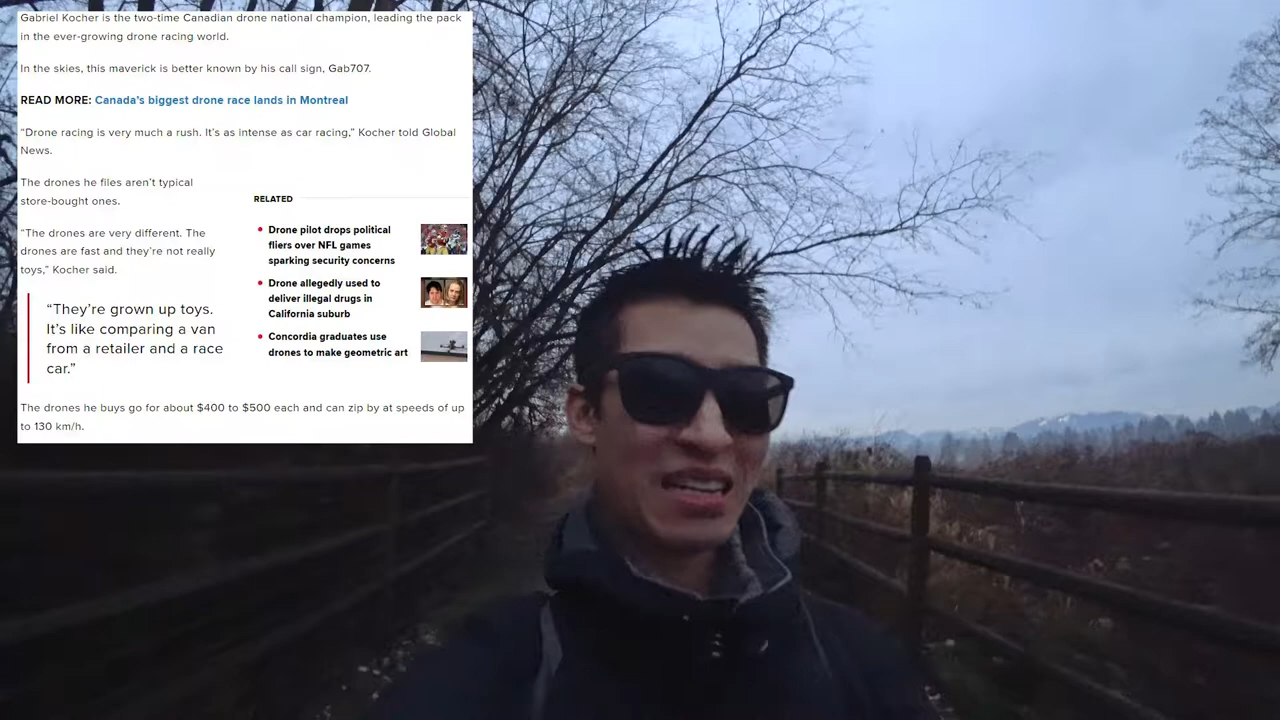 Gabriel Kocher is the two-time Canadian drone national champion, leading the pack
in the ever-growing drone racing world.
In the skies, this maverick is better known by his call sign, Gab707.
READ MORE: Canada's biggest drone race lands in Montreal
“Drone racing is very much a rush. It's as intense as car racing,” Kocher told Global
News.
The drones he files aren't typical
store-bought ones.
“The drones are very different. The
drones are fast and they're not really
toys,” Kocher said.
“They're grown up toys.
It's like comparing a van
from a retailer and a race
car.”
RELATED
Drone pilot drops political
fliers over NFL games
sparking security concerns
Drone allegedly used to
deliver illegal drugs in
California suburb
Concordia graduates use
drones to make geometric art
The drones he buys go for about $400 to $500 each and can zip by at speeds of up
to 130 km/h.